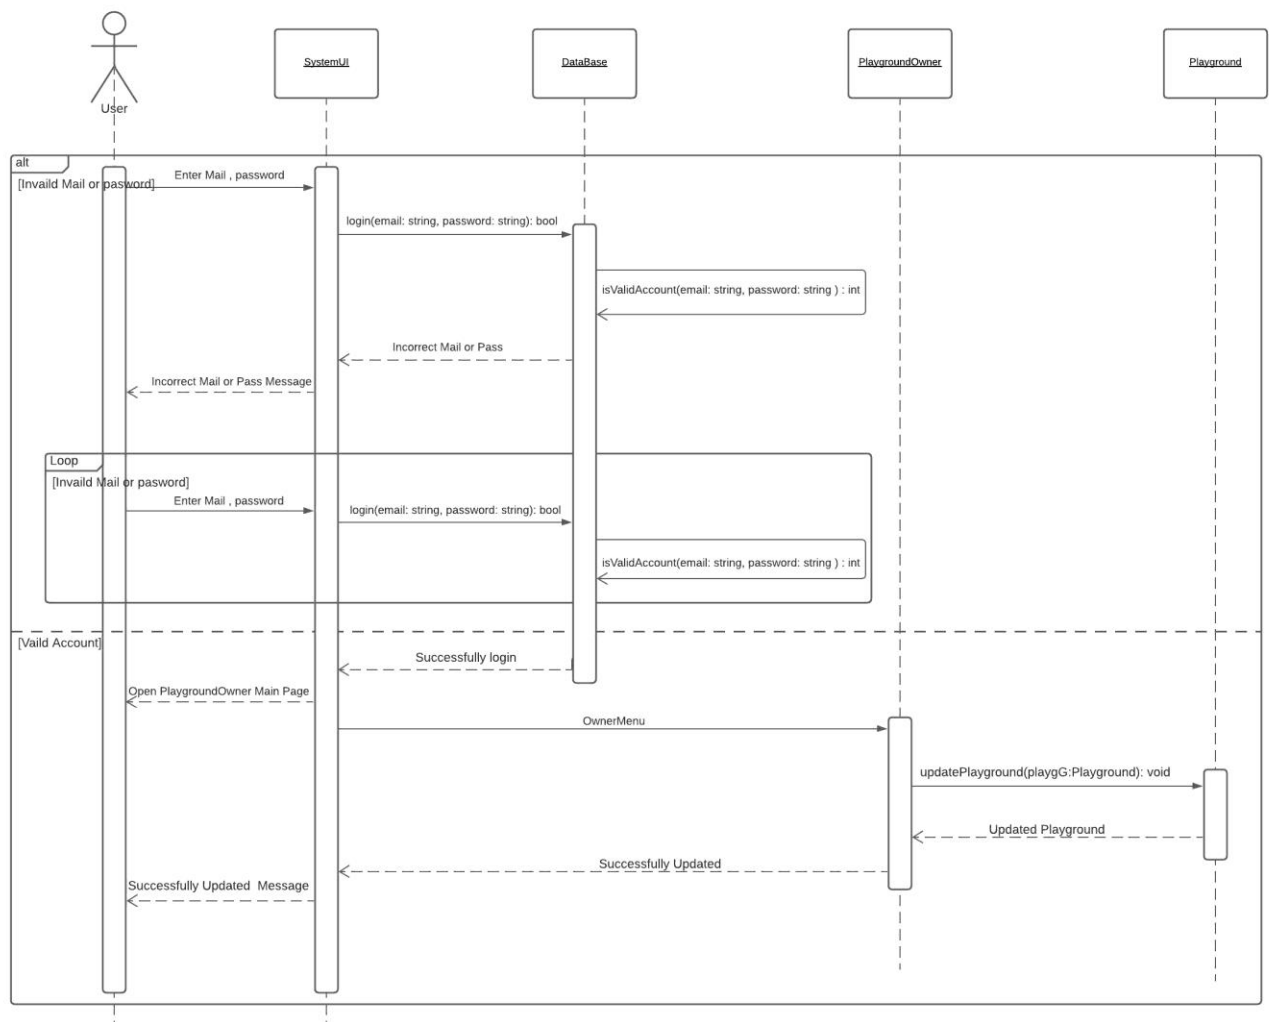 User
SystemUI
DataBase
PlaygroundOwner
Playground
alt
[Invaild Mail or pasword]
Enter Mail , password
login(email: string, password: string): bool
isValidAccount(email: string, password: string ) : int
Incorrect Mail or Pass
Incorrect Mail or Pass Message
Loop
[Invaild Mail or pasword]
Enter Mail , password
login(email: string, password: string): bool
isValidAccount(email: string, password: string ) : int
[Vaild Account]
Successfully login
Open PlaygroundOwner Main Page
OwnerMenu
updatePlayground(playgG:Playground): void
Updated Playground
Successfully Updated
Successfully Updated  Message